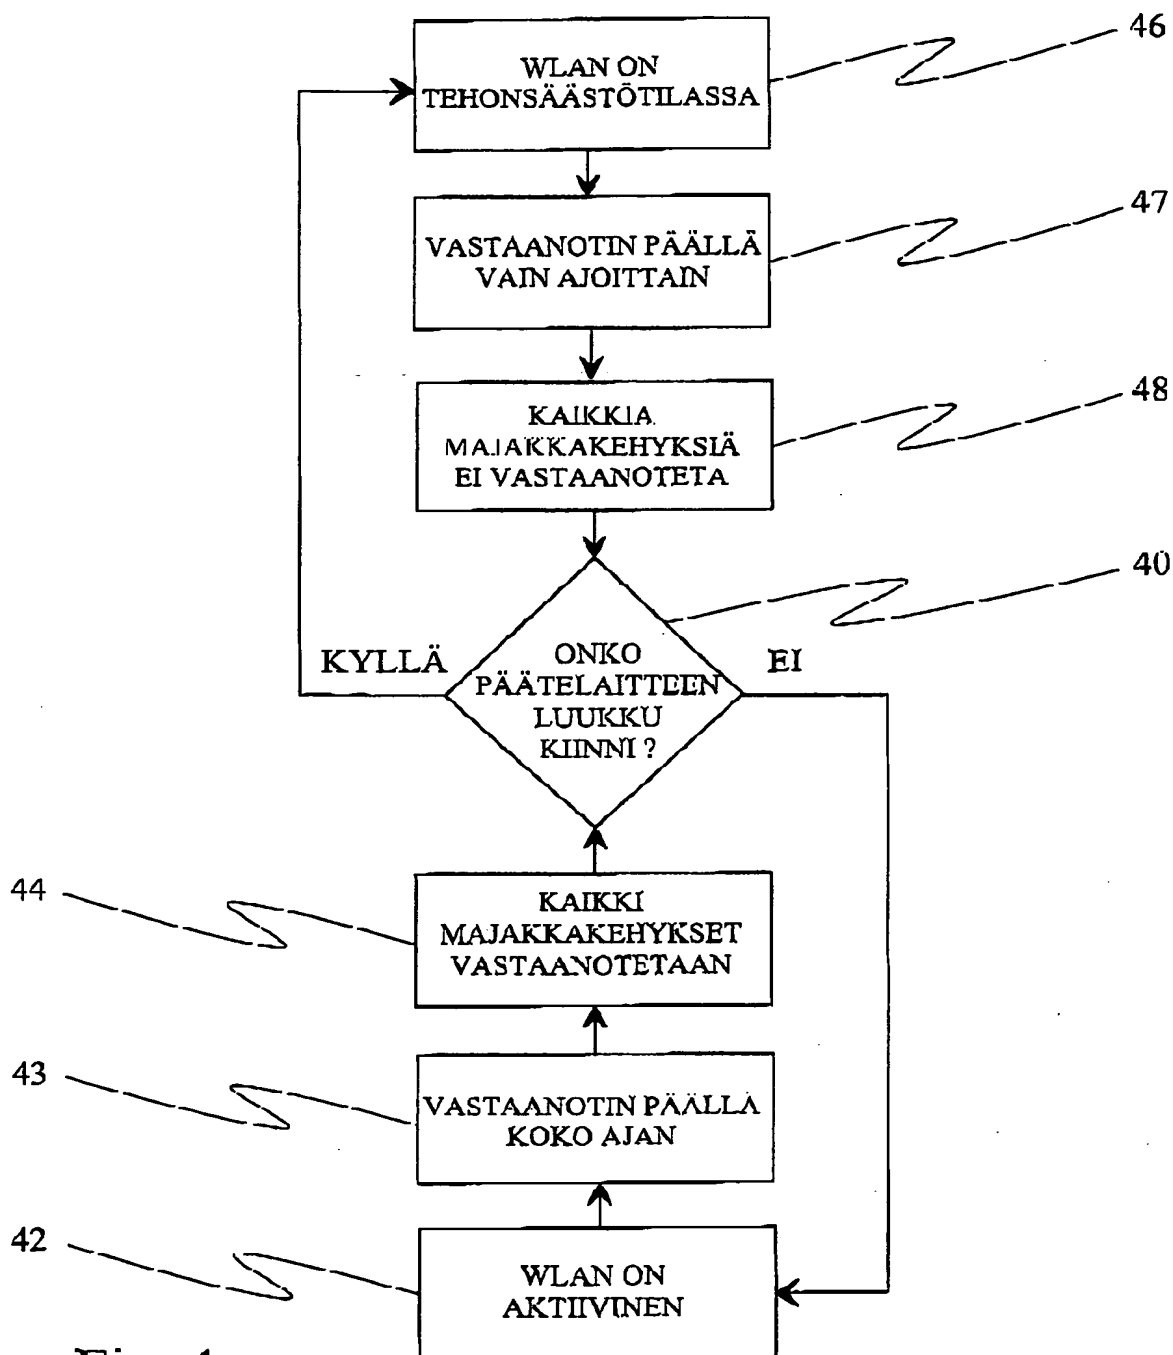 46
WLAN ON
TEHONSÄÄSTÖTILASSA
47
VASTAANOTIN PÄÄLLÄ
VAIN AJOITTAIN
48
KAIKKIA
MAJAKKAKEHYKSIÄ
EI VASTAANOTETA
40
KYLLÄ
EI
ONKO
PÄÄTELAITTEEN
LUUKKU
KIINNI ?
44
KAIKKI
MAJAKKAKEHYKSET
VASTAANOTETAAN
43
VASTAANOTIN PÄÄLLÄ
KOKO AJAN
42
WLAN ON
AKTIIVINEN